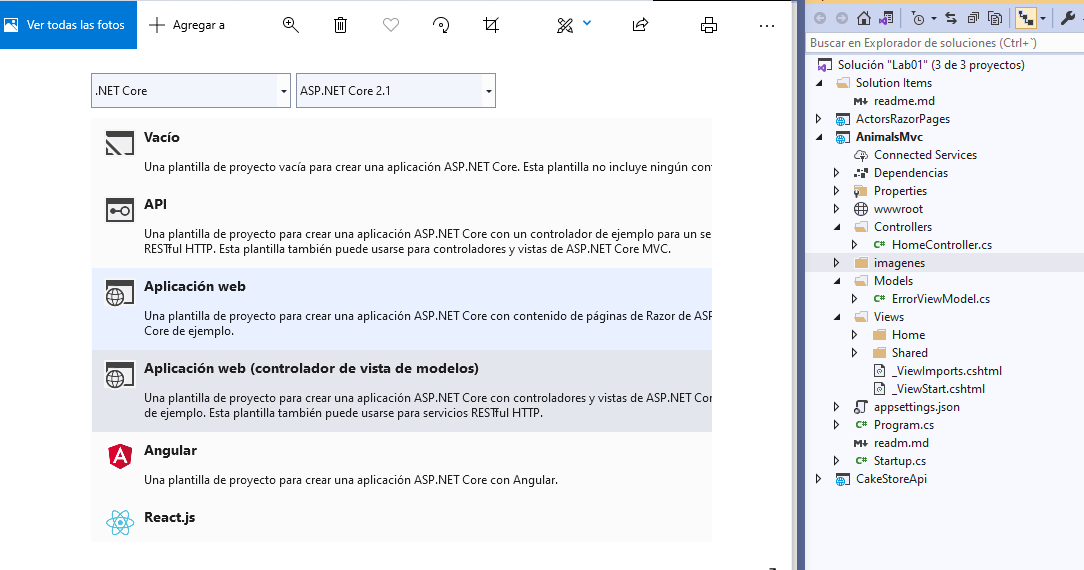 Ver todas las fotos
Agregar a
.NET Core
ASP.NET Core 2.1
Vacío
Una plantilla de proyecto vacía para crear una aplicación ASP.NET Core. Esta plantilla no incluye ningún con
API
Una plantilla de proyecto para crear una aplicación ASP.NET Core con un controlador de ejemplo para un se
RESTful HTTP. Esta plantilla también puede usarse para controladores y vistas de ASP.NET Core MVC.
Aplicación web
Una plantilla de proyecto para crear una aplicación ASP.NET Core con contenido de páginas de Razor de ASP
Core de ejemplo.
Aplicación web (controlador de vista de modelos)
Una plantilla de proyecto para crear una aplicación ASP.NET Core con controladores y vistas de ASP.NET Cor
de ejemplo. Esta plantilla también puede usarse para servicios RESTful HTTP.
Angular
Una plantilla de proyecto para crear una aplicación ASP.NET Core con Angular.
React.js
Buscar en Explorador de soluciones (Ctrl+`)
Solución "Lab01" (3 de 3 proyectos)
Solution Items
M↓ readme.md
ActorsRazorPages
AnimalsMvc
Connected Services
Dependencias
Properties
wwwroot
Controllers
C# HomeController.cs
imagenes
Models
C# ErrorViewModel.cs
Views
Home
Shared
_ViewImports.cshtml
_ViewStart.cshtml
appsettings.json
C# Program.cs
M↓ readm.md
C# Startup.cs
CakeStoreApi